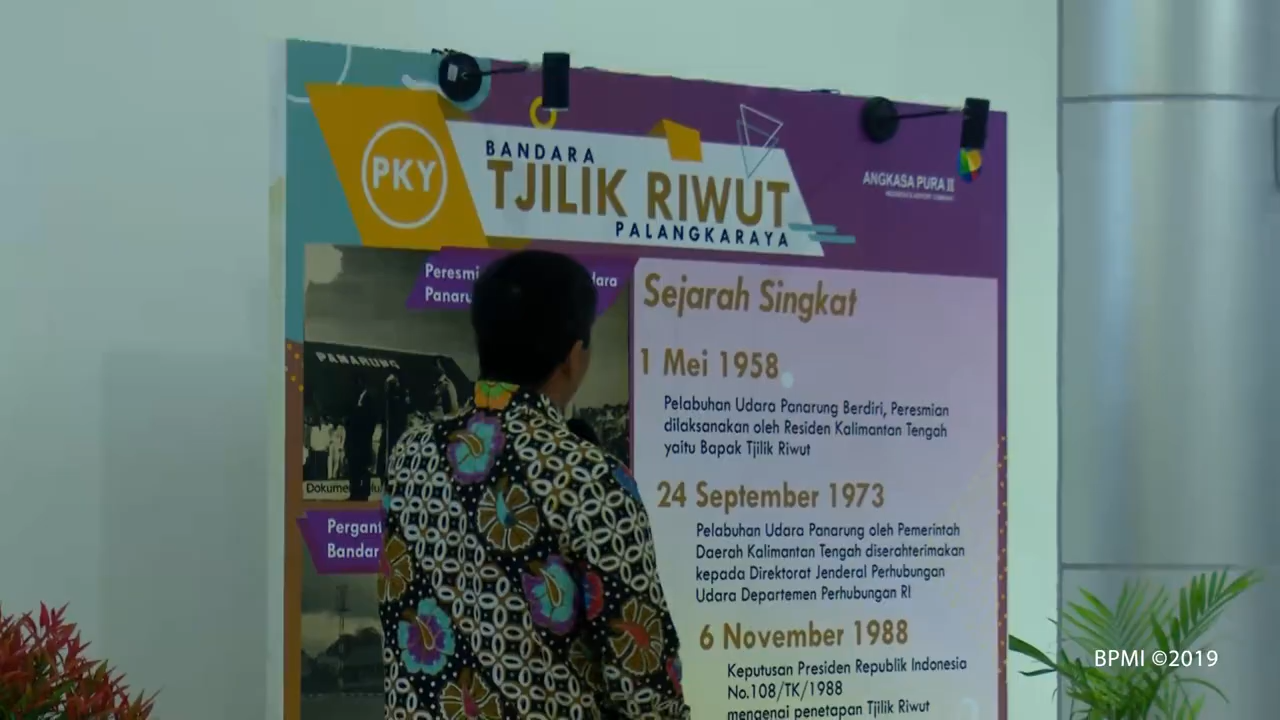 PKY
BANDARA
TJILIK RIWUT
PALANGKARAYA
ANGKASA PURA II
Peresmi
Panaru
PANARUNG
Sejarah Singkat
1 Mei 1958
Pelabuhan Udara Panarung Berdiri, Peresmian
dilaksanakan oleh Residen Kalimantan Tengah
yaitu Bapak Tjilik Riwut
24 September 1973
Pelabuhan Udara Panarung oleh Pemerintah
Daerah Kalimantan Tengah diserahterimakan
kepada Direktorat Jenderal Perhubungan
Udara Departemen Perhubungan RI
6 November 1988
Keputusan Presiden Republik Indonesia
No.108/TK/1988
mengenai penetapan Tjilik Riwut
Dokume
Pergant
Bandar
BPMI ©2019